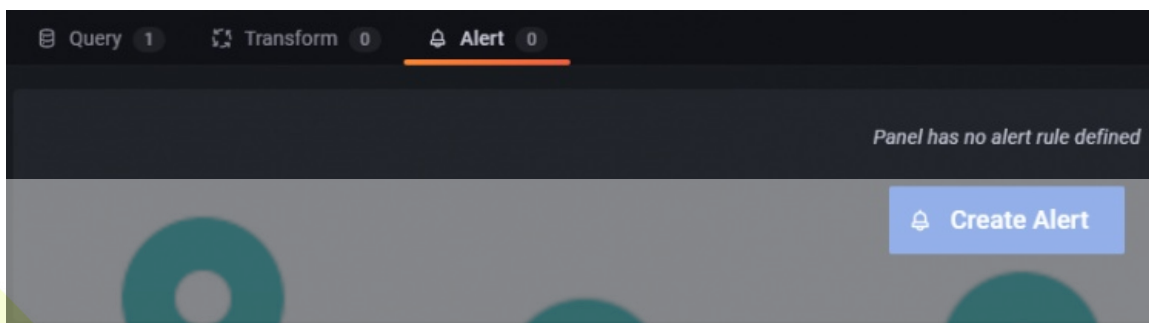 Query 1 Transform 0 Alert 0
Panel has no alert rule defined
Create Alert